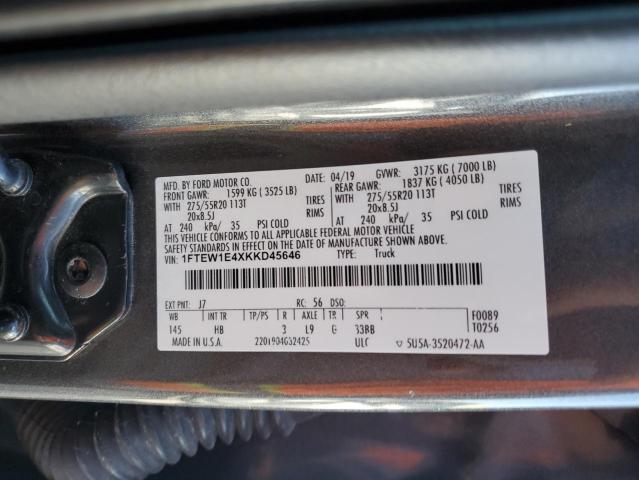 MFD. BY FORD MOTOR CO. DATE: 04/19 GVWR: 3175 KG ( 7000 LB)
FRONT GAWR: 1599 KG ( 3525 LB) REAR GAWR: 1837 KG ( 4050 LB)
WITH 275/55R20 113T TIRES WITH 275/55R20 113T TIRES
20x8.5J RIMS 20x8.5J RIMS
AT 240 kPa/ 35 PSI COLD AT 240 kPa/ 35 PSI COLD
THIS VEHICLE CONFORMS TO ALL APPLICABLE FEDERAL MOTOR VEHICLE
SAFETY STANDARDS IN EFFECT ON THE DATE OF MANUFACTURE SHOWN ABOVE.
VIN: 1FTEW1E4XKKD45646 TYPE: Truck
EXT PNT: J7 RC: 56 DSO:
WB INT TR TP/PS R AXLE TR SPR F0089
145 HB 3 L9 G 33BB T0256
MADE IN U.S.A. ULC 5U5A-3520472-AA